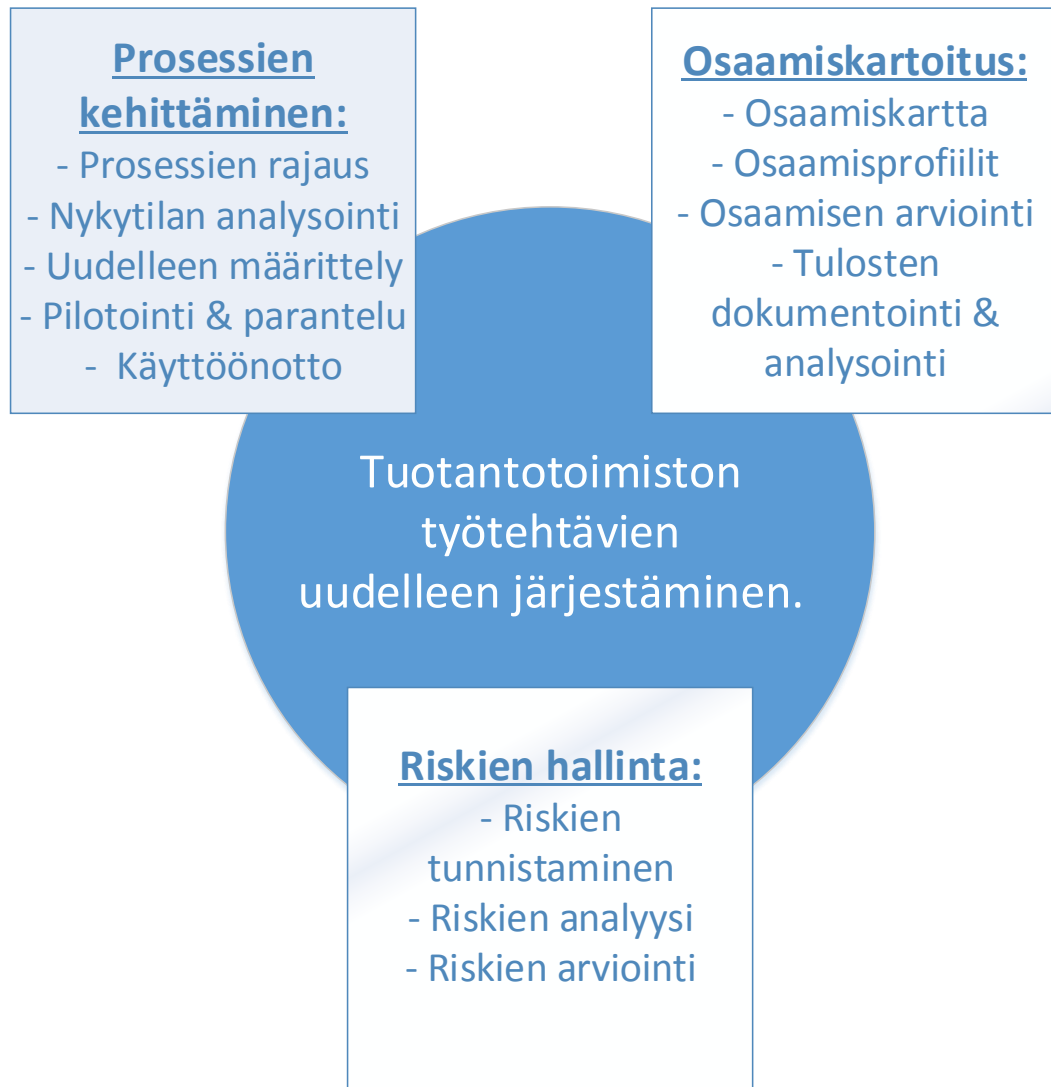 Prosessien
kehittäminen:
- Prosessien rajaus
- Nykytilan analysointi
- Uudelleen määrittely
- Pilotointi & parantelu
- Käyttöönotto
Osaamiskartoitus:
- Osaamiskartta
- Osaamisprofiilit
- Osaamisen arviointi
- Tulosten
dokumentointi &
analysointi
Tuotantotoimiston
työtehtävien
uudelleen järjestäminen.
Riskien hallinta:
- Riskien
tunnistaminen
- Riskien analyysi
- Riskien arviointi